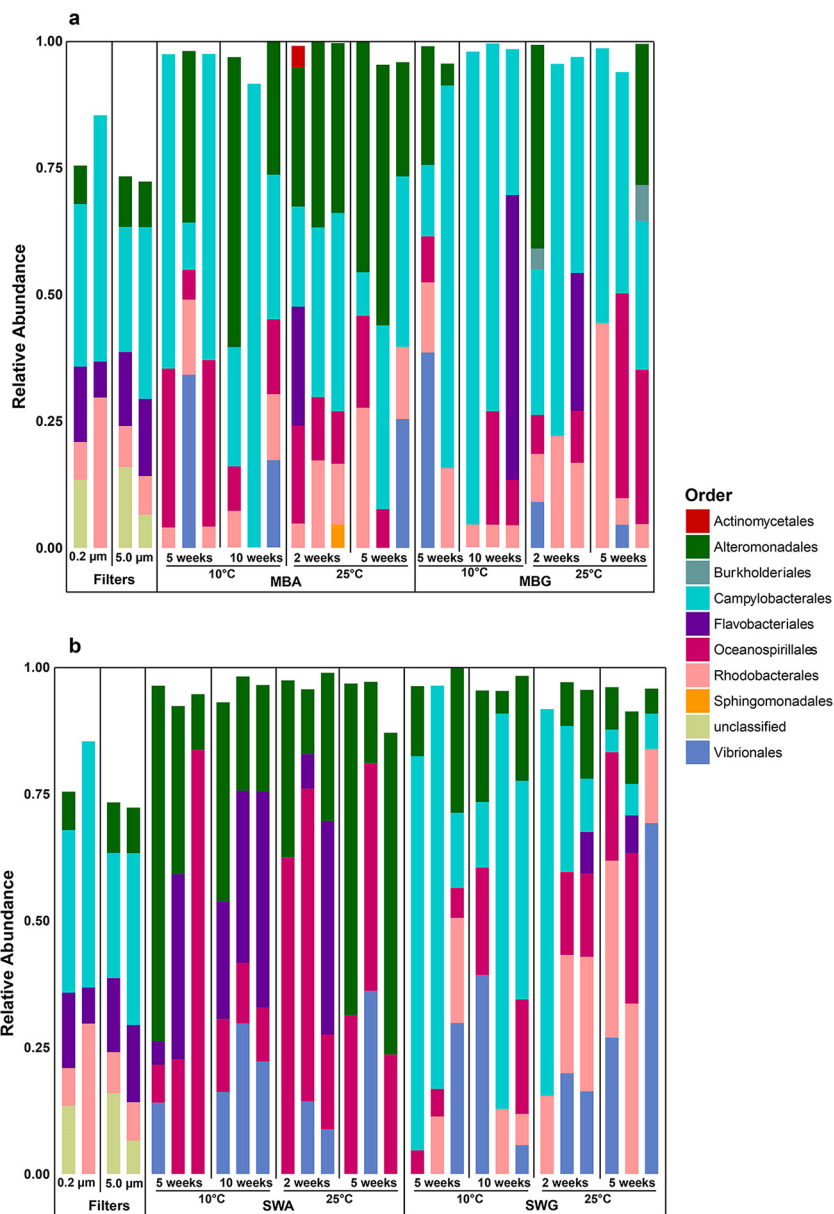 a
1.00
0.75
0.50
0.25
0.00
Relative Abundance
0.2 µm 5.0 µm 5 weeks 10 weeks 2 weeks 5 weeks 5 weeks 10 weeks 2 weeks 5 weeks
Filters 10°C MBA 25°C 10°C MBG 25°C
Order
Actinomycetales
Alteromonadales
Burkholderiales
Campylobacterales
Flavobacteriales
Oceanospirillales
Rhodobacterales
Sphingomonadales
unclassified
Vibrionales
b
1.00
0.75
0.50
0.25
0.00
Relative Abundance
0.2 µm 5.0 µm 5 weeks 10 weeks 2 weeks 5 weeks 5 weeks 10 weeks 2 weeks 5 weeks
Filters 10°C SWA 25°C 10°C SWG 25°C